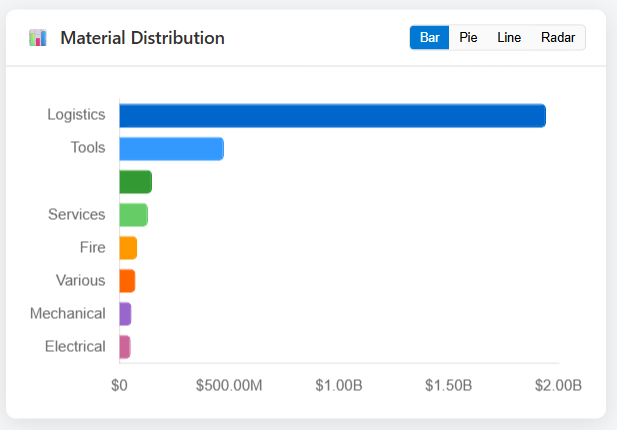 Material Distribution
Bar Pie Line Radar
Logistics
Tools
Services
Fire
Various
Mechanical
Electrical
$0 $500.00M $1.00B $1.50B $2.00B